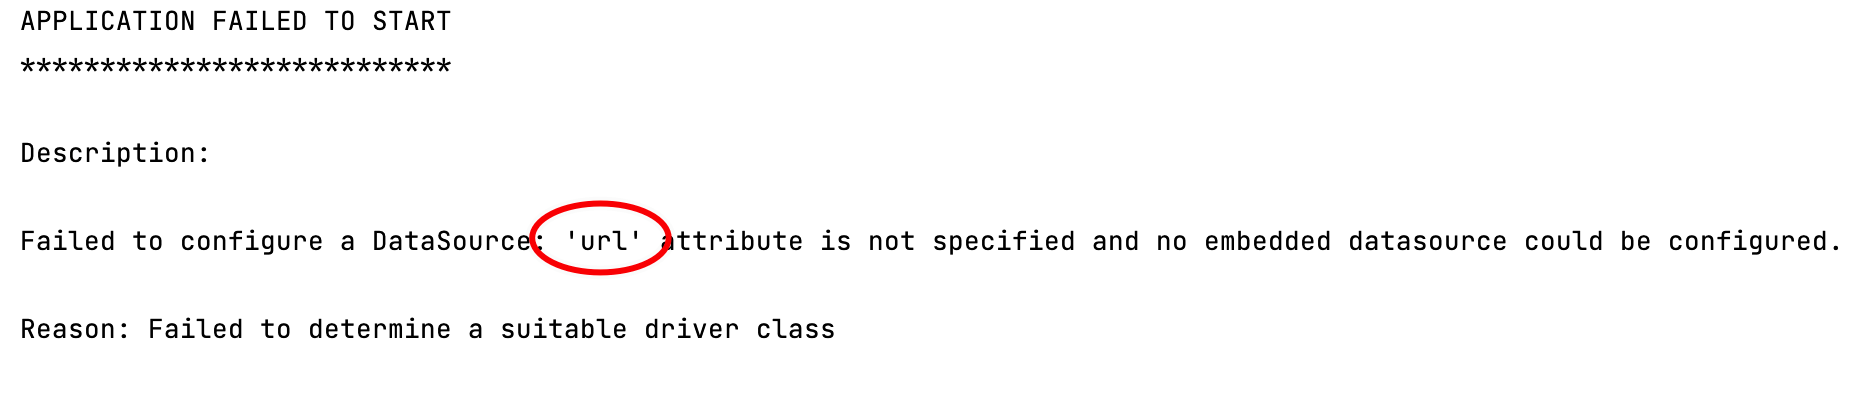 APPLICATION FAILED TO START
***************************
Description:
Failed to configure a DataSource: 'url' attribute is not specified and no embedded datasource could be configured.
Reason: Failed to determine a suitable driver class